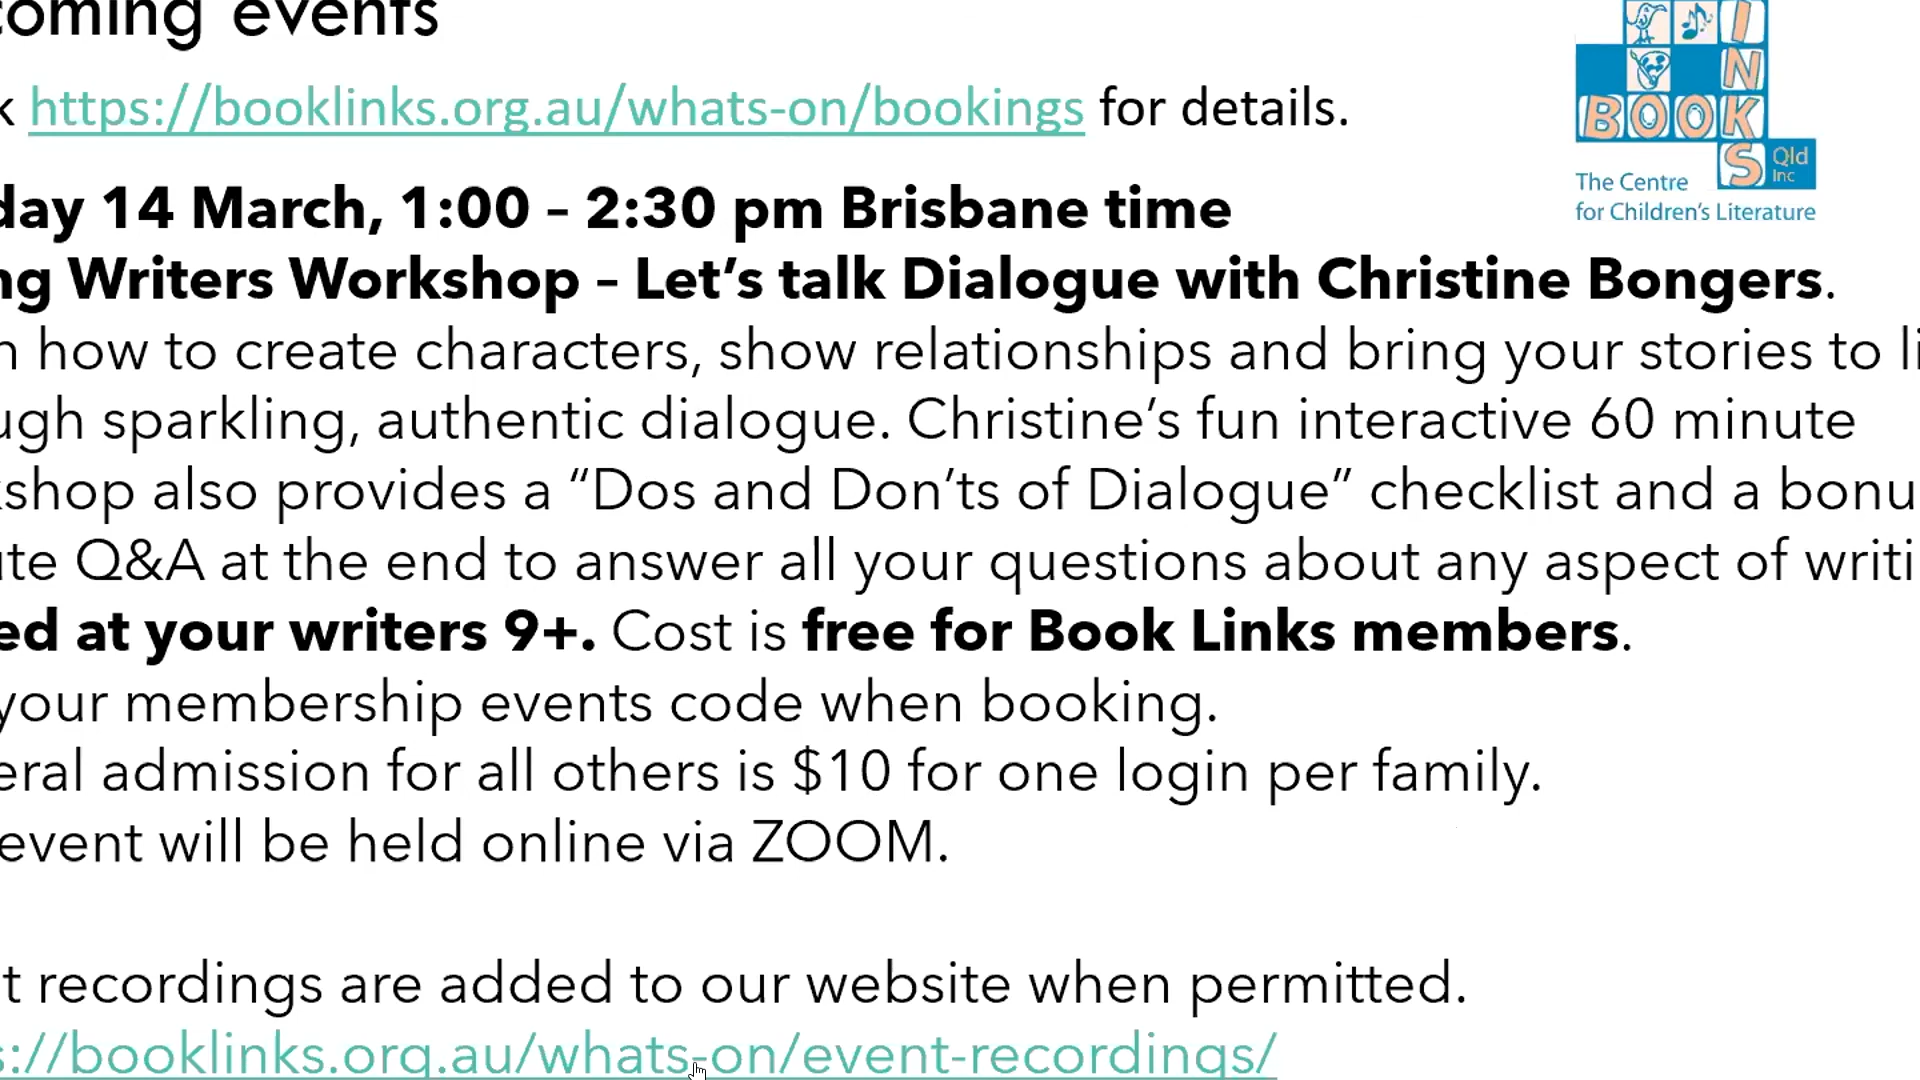 coming events
k https://booklinks.org.au/whats-on/bookings for details.
INKS
BOOK
Qld
Inc
The Centre
for Children's Literature
day 14 March, 1:00 – 2:30 pm Brisbane time
ng Writers Workshop – Let's talk Dialogue with Christine Bongers.
n how to create characters, show relationships and bring your stories to li
ugh sparkling, authentic dialogue. Christine's fun interactive 60 minute
kshop also provides a “Dos and Don'ts of Dialogue” checklist and a bonu
ute Q&A at the end to answer all your questions about any aspect of writi
ed at your writers 9+. Cost is free for Book Links members.
your membership events code when booking.
eral admission for all others is $10 for one login per family.
event will be held online via ZOOM.
t recordings are added to our website when permitted.
s://booklinks.org.au/whats-on/event-recordings/